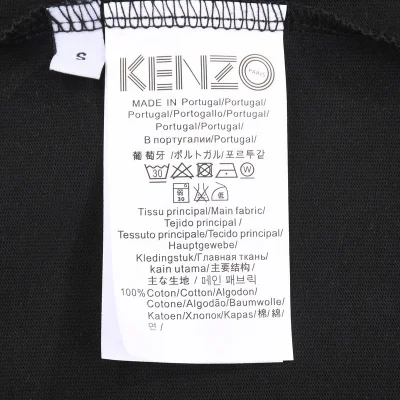 S
KENZO
PARIS
MADE IN Portugal/Portugal/
Portugal/Portogallo/Portugal/
Portugal/Portugal/
В португалии/Portugal/
葡萄牙/ポルトガル/포르투갈
30 W
30 低
Tissu principal/Main fabric/
Tejido principal/
Tessuto principale/Tecido principal/
Hauptgewebe/
Kledingstuk/Главная ткань/
kain utama/主要结构/
主な生地/메인 패브릭
100% Coton/Cotton/Algodon/
Cotone/Algodão/Baumwolle/
Katoen/Хлопок/Kapas/棉/綿/
면/